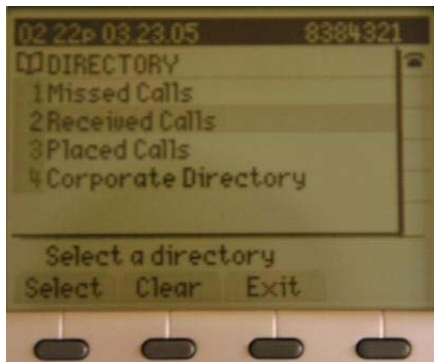 02 22p 03.23.05 8384321
DIRECTORY
1 Missed Calls
2 Received Calls
3 Placed Calls
4 Corporate Directory
Select a directory
Select Clear Exit